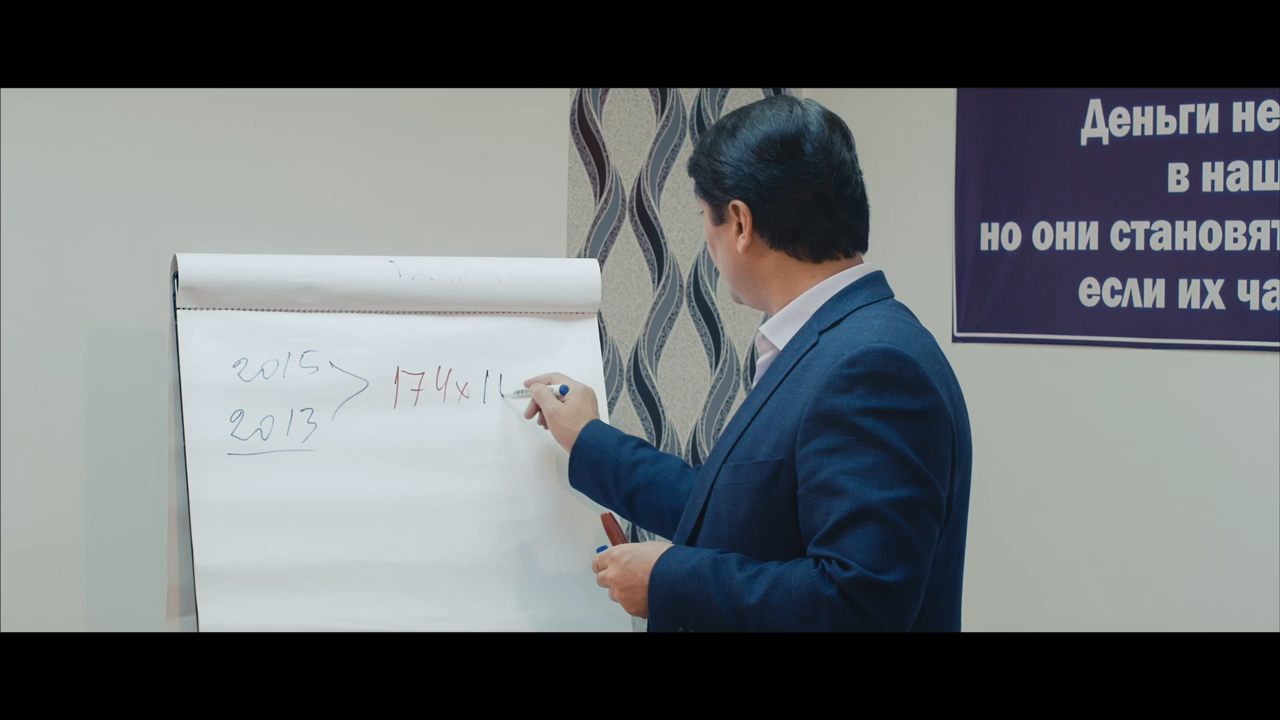 2015
2013
174x1
Деньги не
в наш
но они становят
если их ча